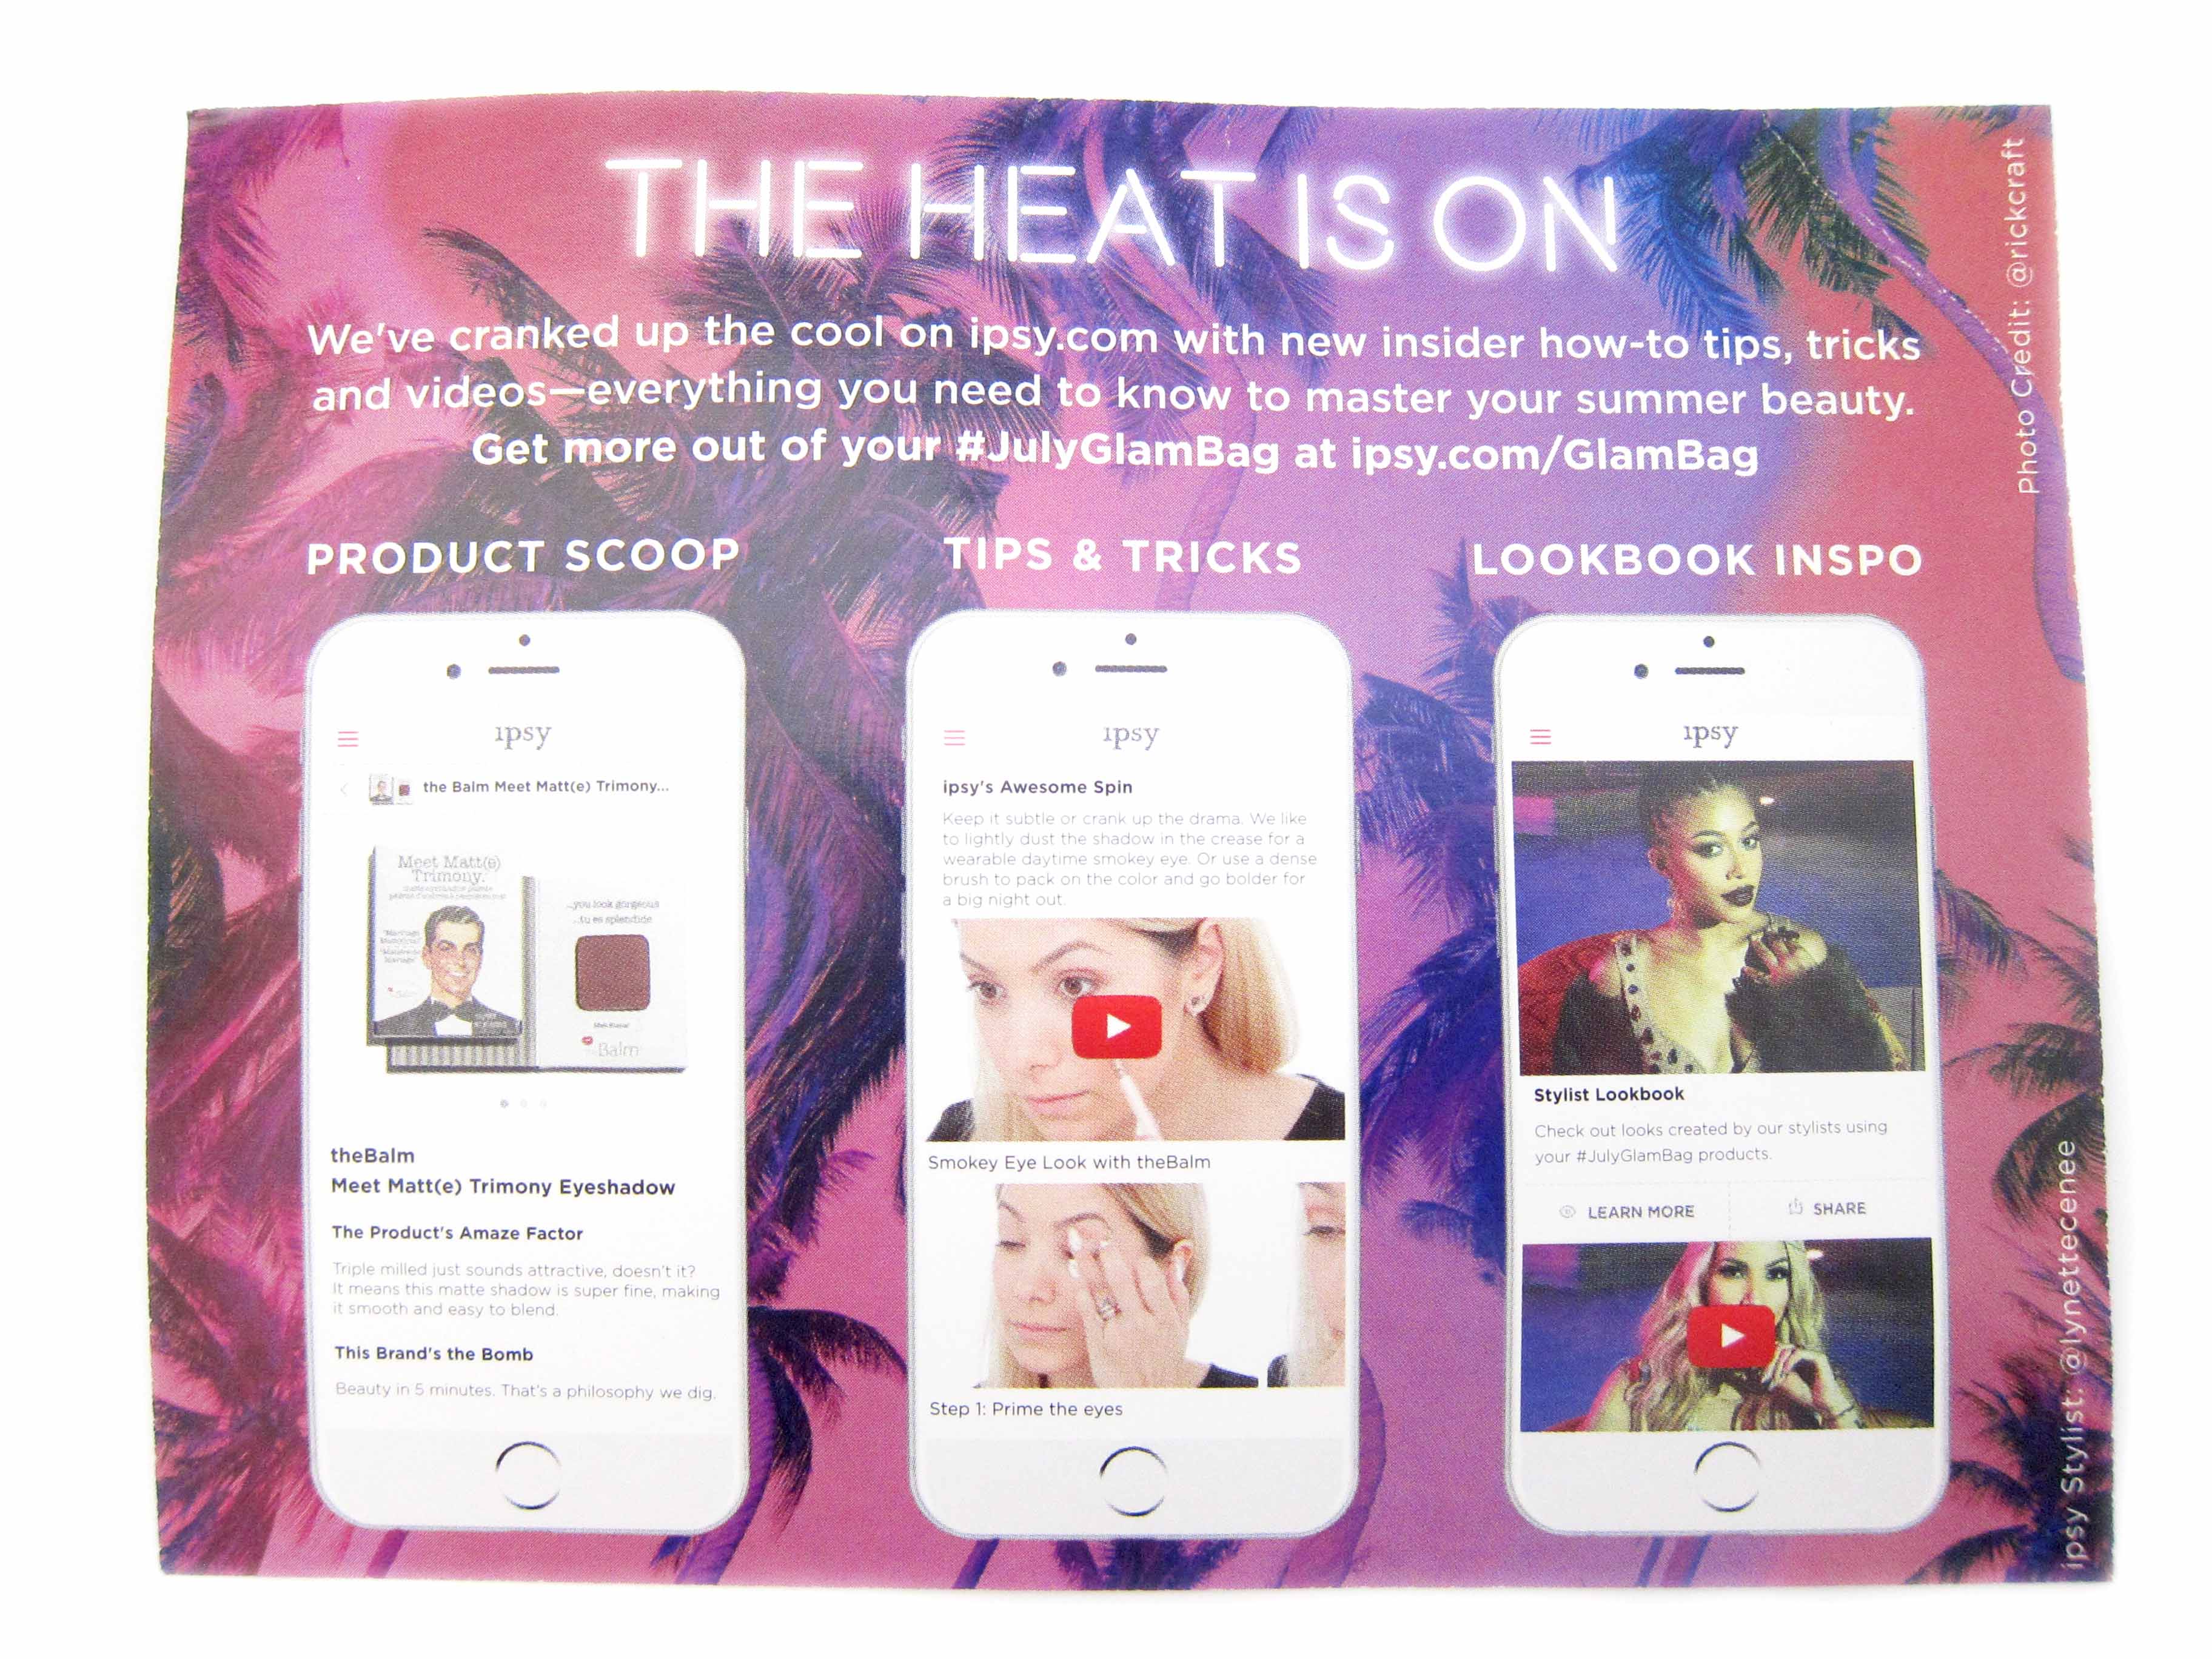 THE HEAT IS ON
We've cranked up the cool on ipsy.com with new insider how-to tips, tricks
and videos—everything you need to know to master your summer beauty.
Get more out of your #JulyGlamBag at ipsy.com/GlamBag
Photo Credit: @rickcraft
PRODUCT SCOOP
ipsy
the Balm Meet Matt(e) Trimony...
Meet Matt(e)
Trimony.
...you look gorgeous
...tu es splendide
Balm
theBalm
Meet Matt(e) Trimony Eyeshadow
The Product's Amaze Factor
Triple milled just sounds attractive, doesn't it?
It means this matte shadow is super fine, making
it smooth and easy to blend.
This Brand's the Bomb
Beauty in 5 minutes. That's a philosophy we dig.
TIPS & TRICKS
ipsy
ipsy's Awesome Spin
Keep it subtle or crank up the drama. We like
to lightly dust the shadow in the crease for a
wearable daytime smokey eye. Or use a dense
brush to pack on the color and go bolder for
a big night out.
Smokey Eye Look with theBalm
Step 1: Prime the eyes
LOOKBOOK INSPO
ipsy
Stylist Lookbook
Check out looks created by our stylists using
your #JulyGlamBag products.
LEARN MORE
SHARE
ipsy Stylist: @lynettecenee